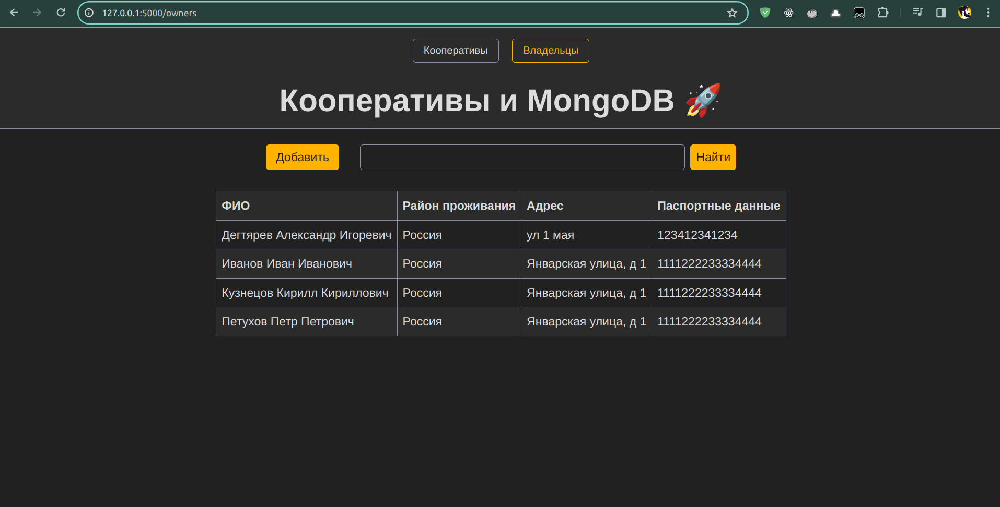 127.0.0.1:5000/owners
Кооперативы Владельцы
Кооперативы и MongoDB 🚀
Добавить Найти
ФИО Район проживания Адрес Паспортные данные
Дегтярев Александр Игоревич Россия ул 1 мая 123412341234
Иванов Иван Иванович Россия Январская улица, д 1 1111222233334444
Кузнецов Кирилл Кириллович Россия Январская улица, д 1 1111222233334444
Петухов Петр Петрович Россия Январская улица, д 1 1111222233334444